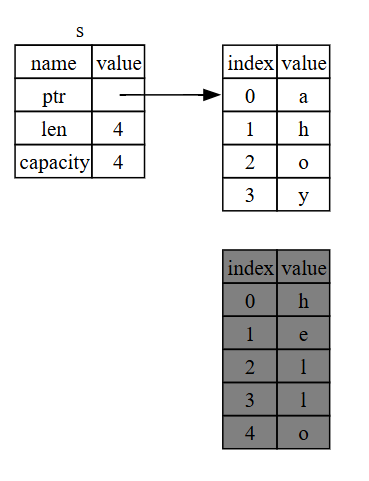 s
name value
ptr
len 4
capacity 4
index value
0 a
1 h
2 o
3 y
index value
0 h
1 e
2 l
3 l
4 o